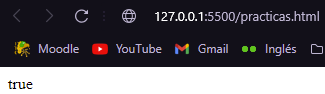 127.0.0.1:5500/practicas.html
Moodle YouTube Gmail Inglés
true